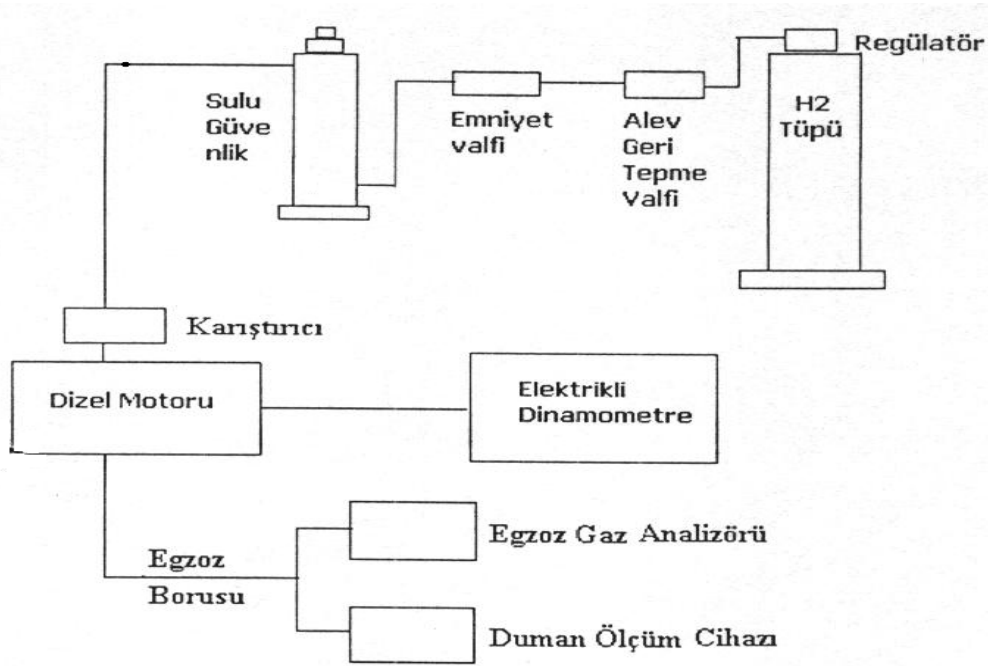 Regülatör
H2
Tüpü
Sulu
Güve
nlik
Emniyet
valfi
Alev
Geri
Tepme
Valfi
Karıştırıcı
Dizel Motoru
Elektrikli
Dinamometre
Egzoz Gaz Analizörü
Egzoz
Borusu
Duman Ölçüm Cihazı